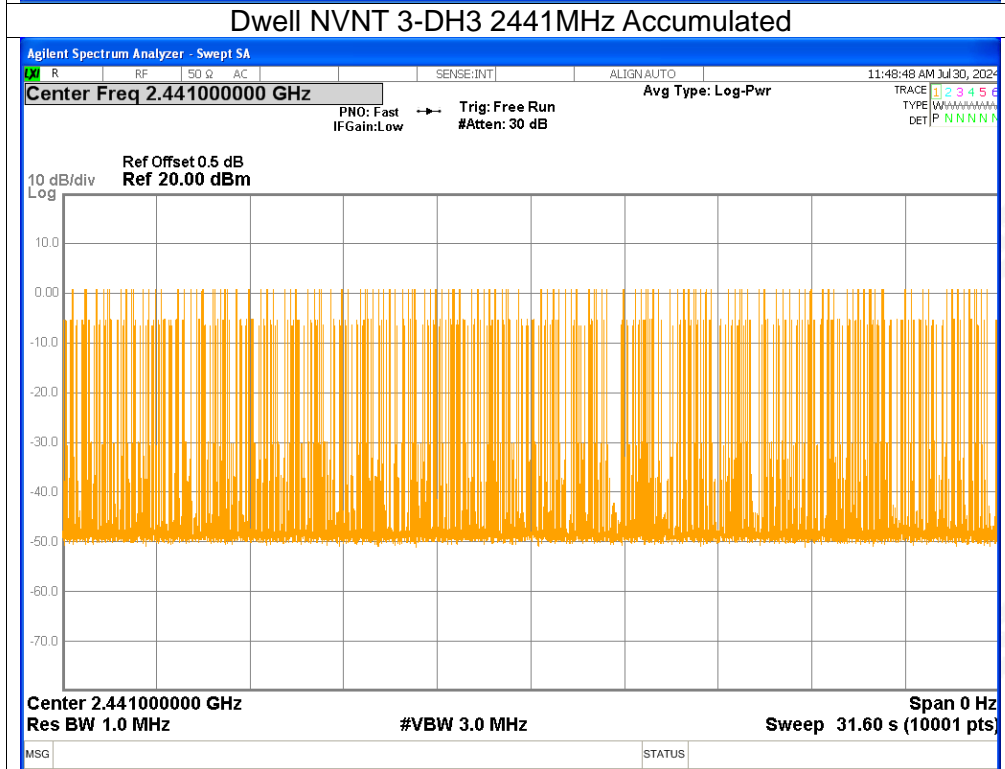 Dwell NVNT 3-DH3 2441MHz Accumulated
Agilent Spectrum Analyzer - Swept SA
LXI R RF 50 Ω AC SENSE:INT ALIGN AUTO 11:48:48 AM Jul 30, 2024
Center Freq 2.441000000 GHz Avg Type: Log-Pwr TRACE 1 2 3 4 5 6
PNO: Fast Trig: Free Run TYPE W
IFGain:Low #Atten: 30 dB DET P N N N N N
Ref Offset 0.5 dB
10 dB/div Ref 20.00 dBm
Log
10.0
0.00
-10.0
-20.0
-30.0
-40.0
-50.0
-60.0
-70.0
Center 2.441000000 GHz Span 0 Hz
Res BW 1.0 MHz #VBW 3.0 MHz Sweep 31.60 s (10001 pts)
MSG STATUS